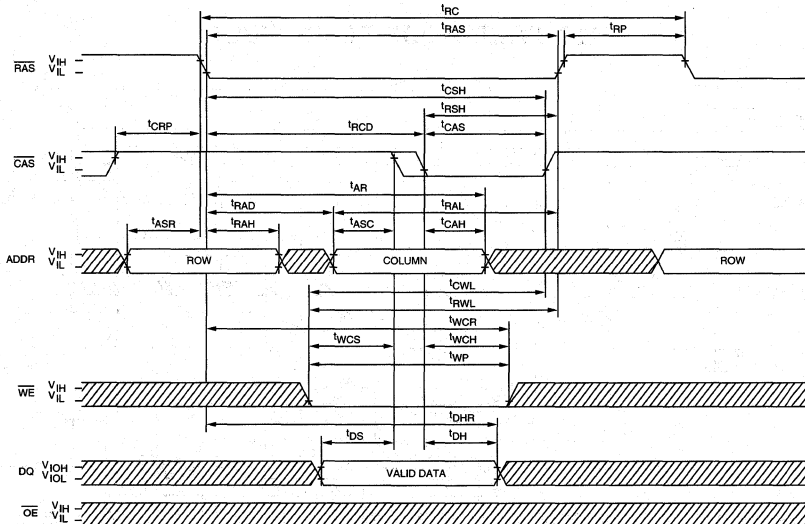 tRC
tRAS
tRP
RAS VIH
VIL
tCSH
tRSH
tCRP
tRCD
tCAS
CAS VIH
VIL
tAR
tRAD
tRAL
tASR
tRAH
tASC
tCAH
ADDR VIH
VIL
ROW
COLUMN
ROW
tCWL
tRWL
tWCR
tWCS
tWCH
tWP
WE VIH
VIL
tDHR
tDS
tDH
DQ VIOH
VIOL
VALID DATA
OE VIH
VIL